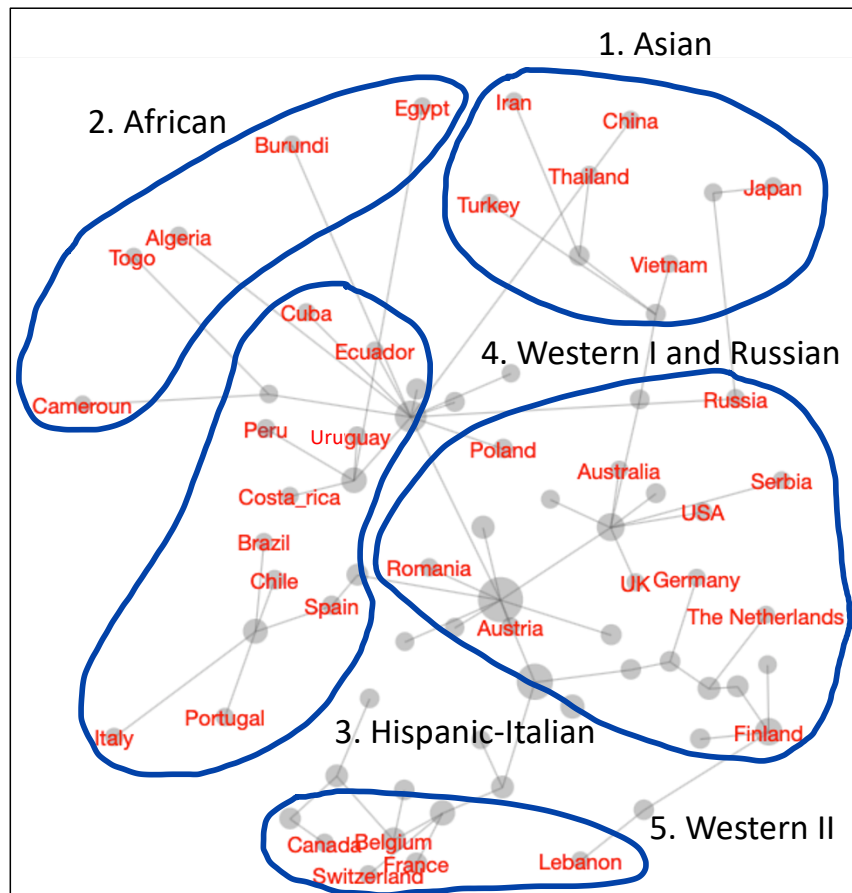 1. Asian
Iran
China
2. African
Egypt
Burundi
Thailand
Japan
Turkey
Algeria
Togo
Vietnam
Cuba
Ecuador
4. Western I and Russian
Cameroun
Russia
Peru
Uruguay
Poland
Australia
Serbia
Costa_rica
USA
Brazil
Romania
Chile
UK
Germany
Spain
Austria
The Netherlands
Portugal
Italy
3. Hispanic-Italian
Finland
5. Western II
Canada
Belgium
France
Switzerland
Lebanon